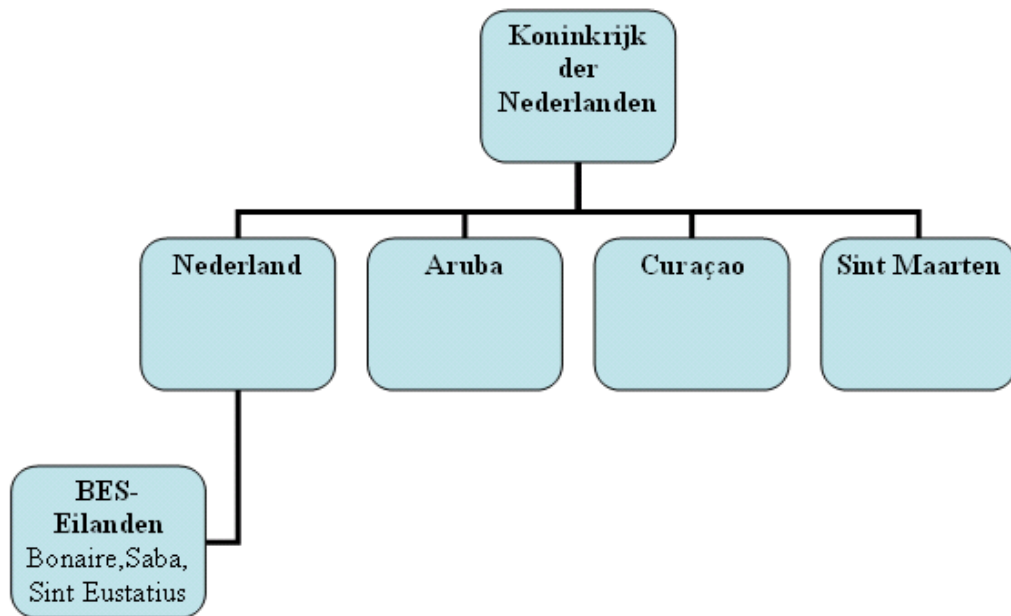 Koninkrijk
der
Nederlanden
Nederland
Aruba
Curaçao
Sint Maarten
BES-
Eilanden
Bonaire,Saba,
Sint Eustatius